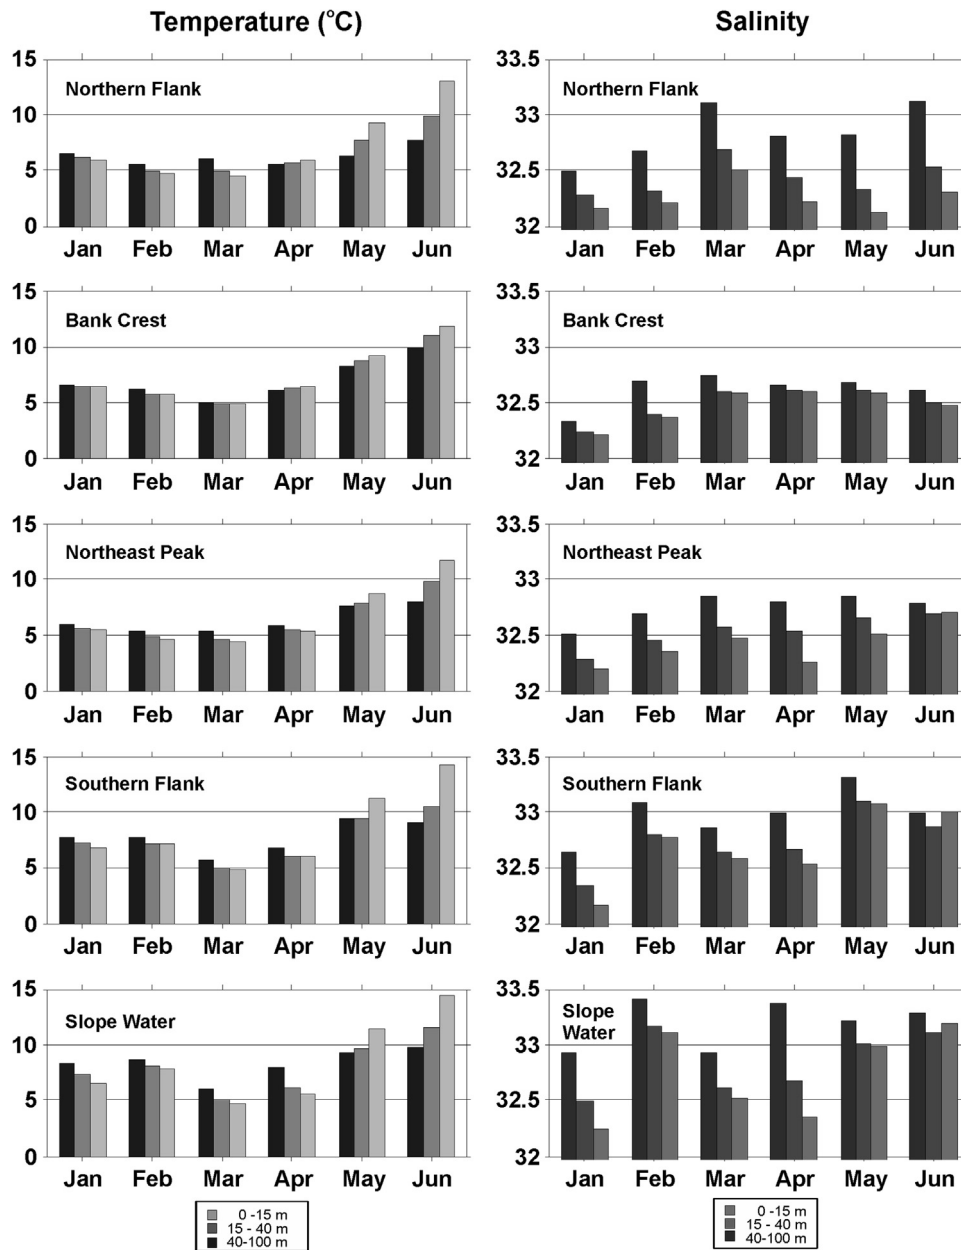 Temperature (°C)
Salinity
15
Northern Flank
10
5
0
Jan Feb Mar Apr May Jun
33.5
Northern Flank
33
32.5
32
Jan Feb Mar Apr May Jun
15
Bank Crest
10
5
0
Jan Feb Mar Apr May Jun
33.5
Bank Crest
33
32.5
32
Jan Feb Mar Apr May Jun
15
Northeast Peak
10
5
0
Jan Feb Mar Apr May Jun
33.5
Northeast Peak
33
32.5
32
Jan Feb Mar Apr May Jun
15
Southern Flank
10
5
0
Jan Feb Mar Apr May Jun
33.5
Southern Flank
33
32.5
32
Jan Feb Mar Apr May Jun
15
Slope Water
10
5
0
Jan Feb Mar Apr May Jun
33.5
Slope
Water
33
32.5
32
Jan Feb Mar Apr May Jun
0 -15 m
15 - 40 m
40-100 m
0 -15 m
15 - 40 m
40-100 m